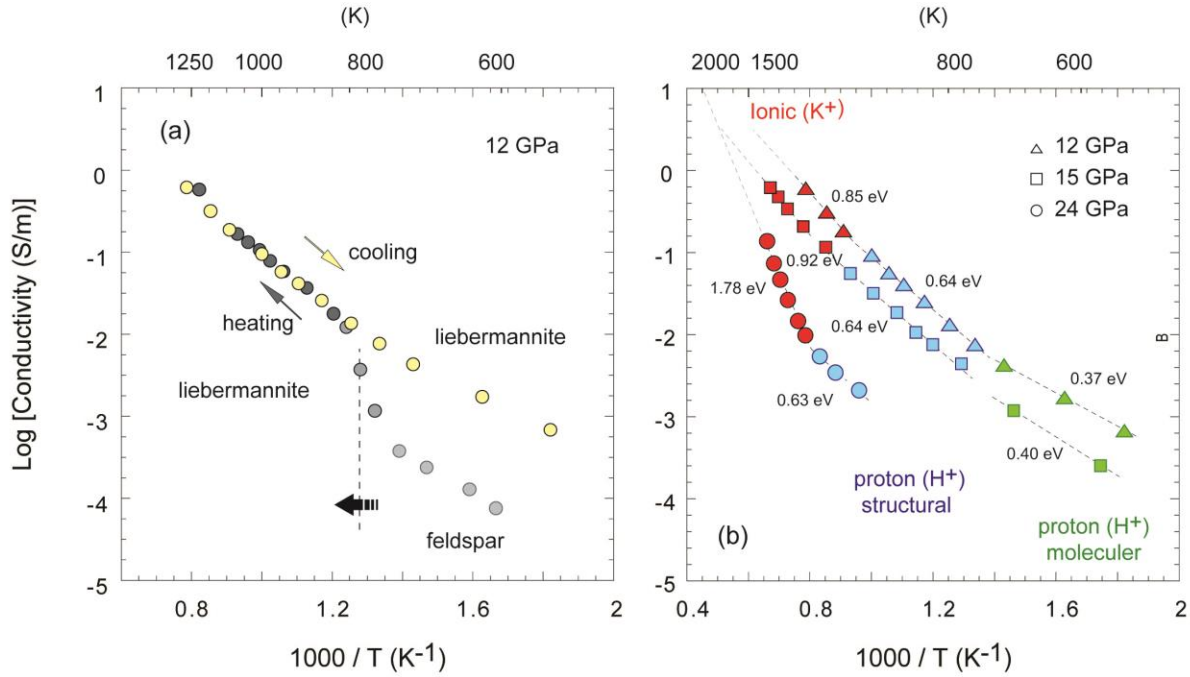 (K)
1250 1000 800 600
1
0
-1
-2
-3
-4
-5
Log [Conductivity (S/m)]
(a)
12 GPa
cooling
heating
liebermannite
liebermannite
feldspar
0.8 1.2 1.6 2
1000 / T (K-1)
(K)
2000 1500 1000 800 600
1
0
-1
-2
-3
-4
-5
Ionic (K+)
12 GPa
15 GPa
24 GPa
0.85 eV
0.92 eV
1.78 eV
0.64 eV
0.64 eV
0.63 eV
0.37 eV
0.40 eV
B
proton (H+)
structural
(b)
proton (H+)
moleculer
0.4 0.8 1.2 1.6 2
1000 / T (K-1)